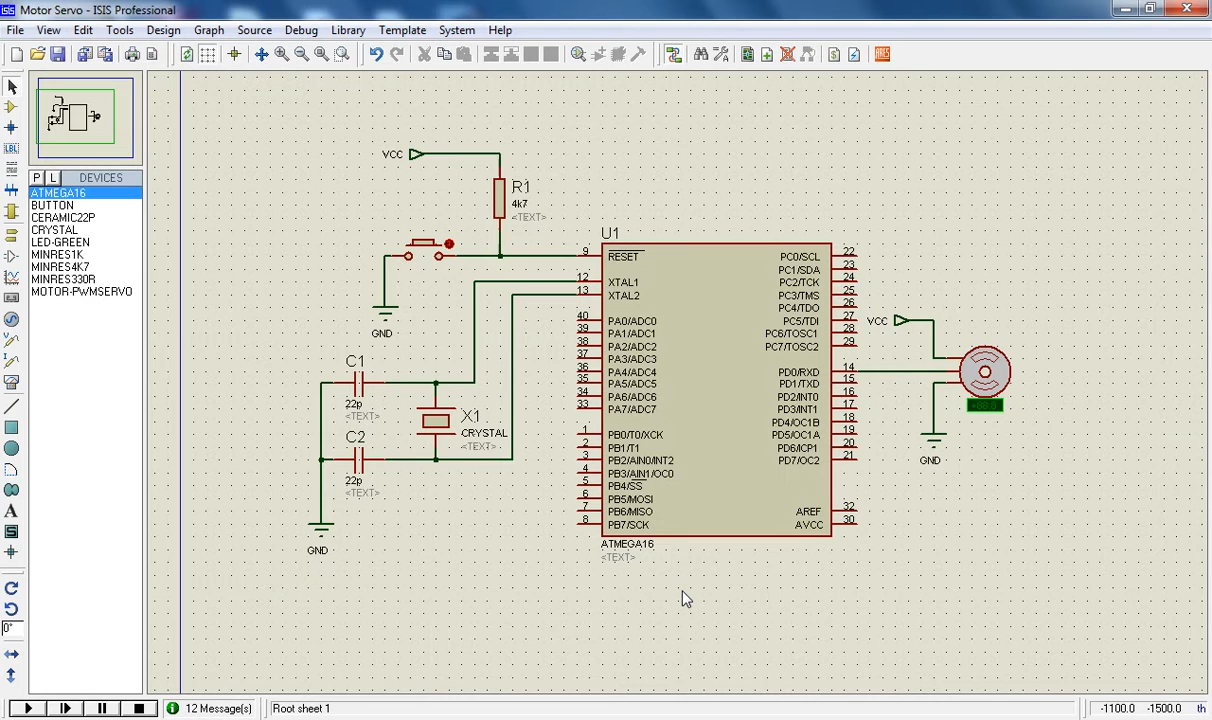 Motor Servo - ISIS Professional
File View Edit Tools Design Graph Source Debug Library Template System Help
P L DEVICES
ATMEGA16
BUTTON
CERAMIC22P
CRYSTAL
LED-GREEN
MINRES1K
MINRES4K7
MINRES330R
MOTOR-PWMSERVO
VCC
R1
4k7
<TEXT>
GND
C1
22p
<TEXT>
X1
CRYSTAL
<TEXT>
C2
22p
<TEXT>
GND
U1
9 RESET PC0/SCL 22
PC1/SDA 23
12 XTAL1 PC2/TCK 24
13 XTAL2 PC3/TMS 25
PC4/TDO 26
40 PA0/ADC0 PC5/TDI 27
39 PA1/ADC1 PC6/TOSC1 28
38 PA2/ADC2 PC7/TOSC2 29
37 PA3/ADC3
36 PA4/ADC4 PD0/RXD 14
35 PA5/ADC5 PD1/TXD 15
34 PA6/ADC6 PD2/INT0 16
33 PA7/ADC7 PD3/INT1 17
PD4/OC1B 18
1 PB0/T0/XCK PD5/OC1A 19
2 PB1/T1 PD6/ICP1 20
3 PB2/AIN0/INT2 PD7/OC2 21
4 PB3/AIN1/OC0
5 PB4/SS
6 PB5/MOSI
7 PB6/MISO AREF 32
8 PB7/SCK AVCC 30
ATMEGA16
<TEXT>
VCC
GND
LBL
ARES
A
S
0°
12 Message(s)
Root sheet 1
-1100.0 -1500.0 th